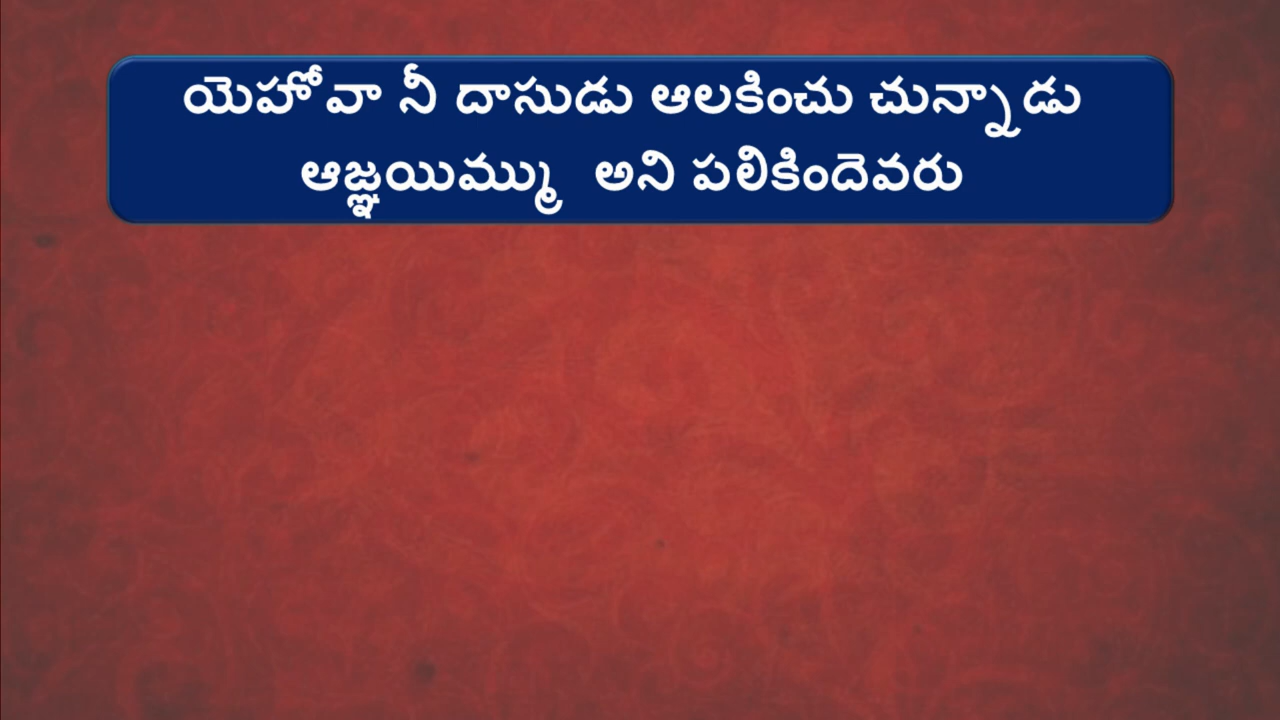 యెహోవా నీ దాసుడు ఆలకించు చున్నాడు
ఆజ్ఞయిమ్ము అని పలికిందెవరు